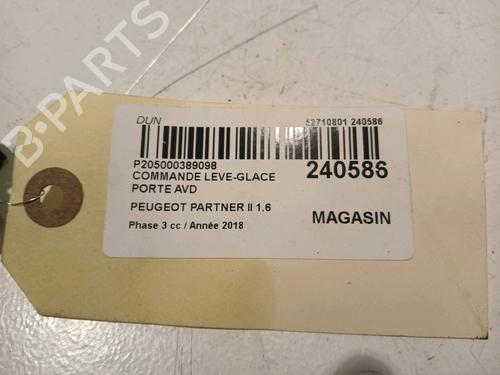 B-PARTS
DUN
52710801 240586
P205000389098
240586
COMMANDE LEVE-GLACE
PORTE AVD
PEUGEOT PARTNER II 1.6
MAGASIN
Phase 3 cc / Année 2018